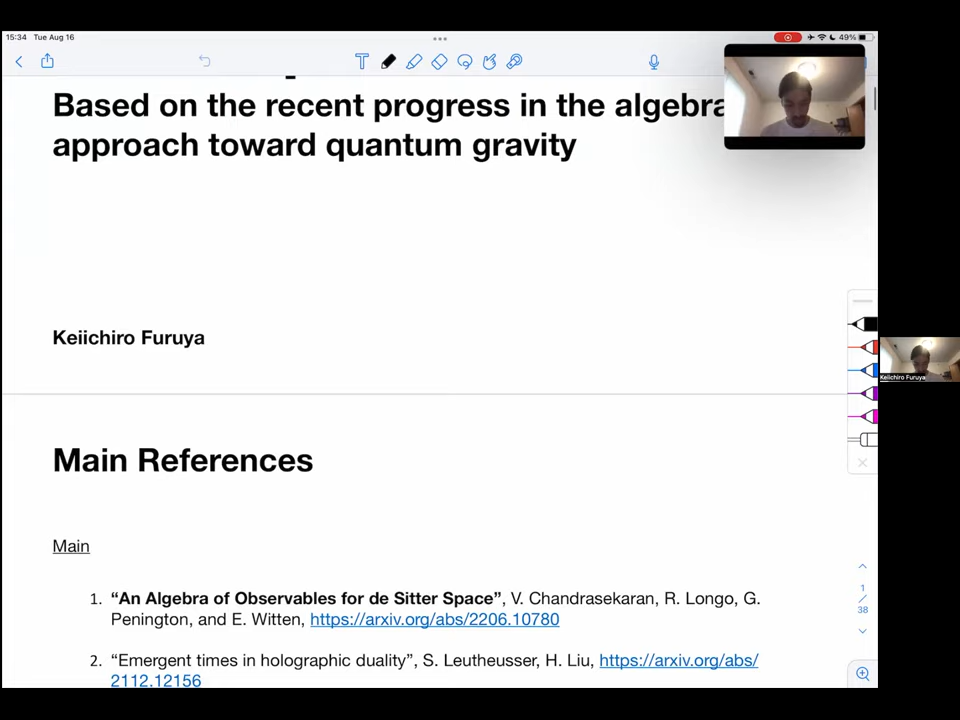 15:34 Tue Aug 16
49%
Based on the recent progress in the algebra
approach toward quantum gravity
Keiichiro Furuya
Keiichiro Furuya
Main References
Main
1. “An Algebra of Observables for de Sitter Space”, V. Chandrasekaran, R. Longo, G.
Penington, and E. Witten, https://arxiv.org/abs/2206.10780
1
/
38
2. “Emergent times in holographic duality”, S. Leutheusser, H. Liu, https://arxiv.org/abs/
2112.12156